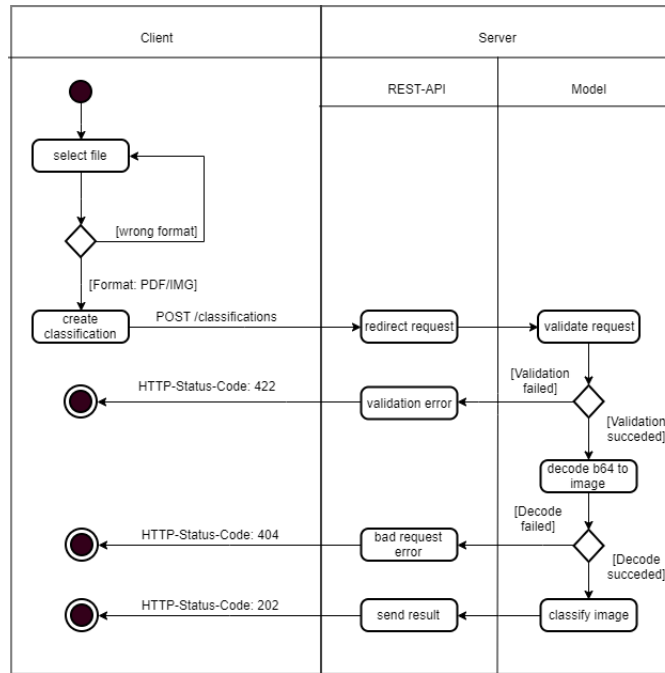 Client
Server
REST-API
Model
select file
[wrong format]
[Format: PDF/IMG]
create
classification
POST /classifications
redirect request
validate request
[Validation
failed]
HTTP-Status-Code: 422
validation error
[Validation
succeded]
decode b64 to
image
[Decode
failed]
HTTP-Status-Code: 404
bad request
error
[Decode
succeded]
HTTP-Status-Code: 202
send result
classify image